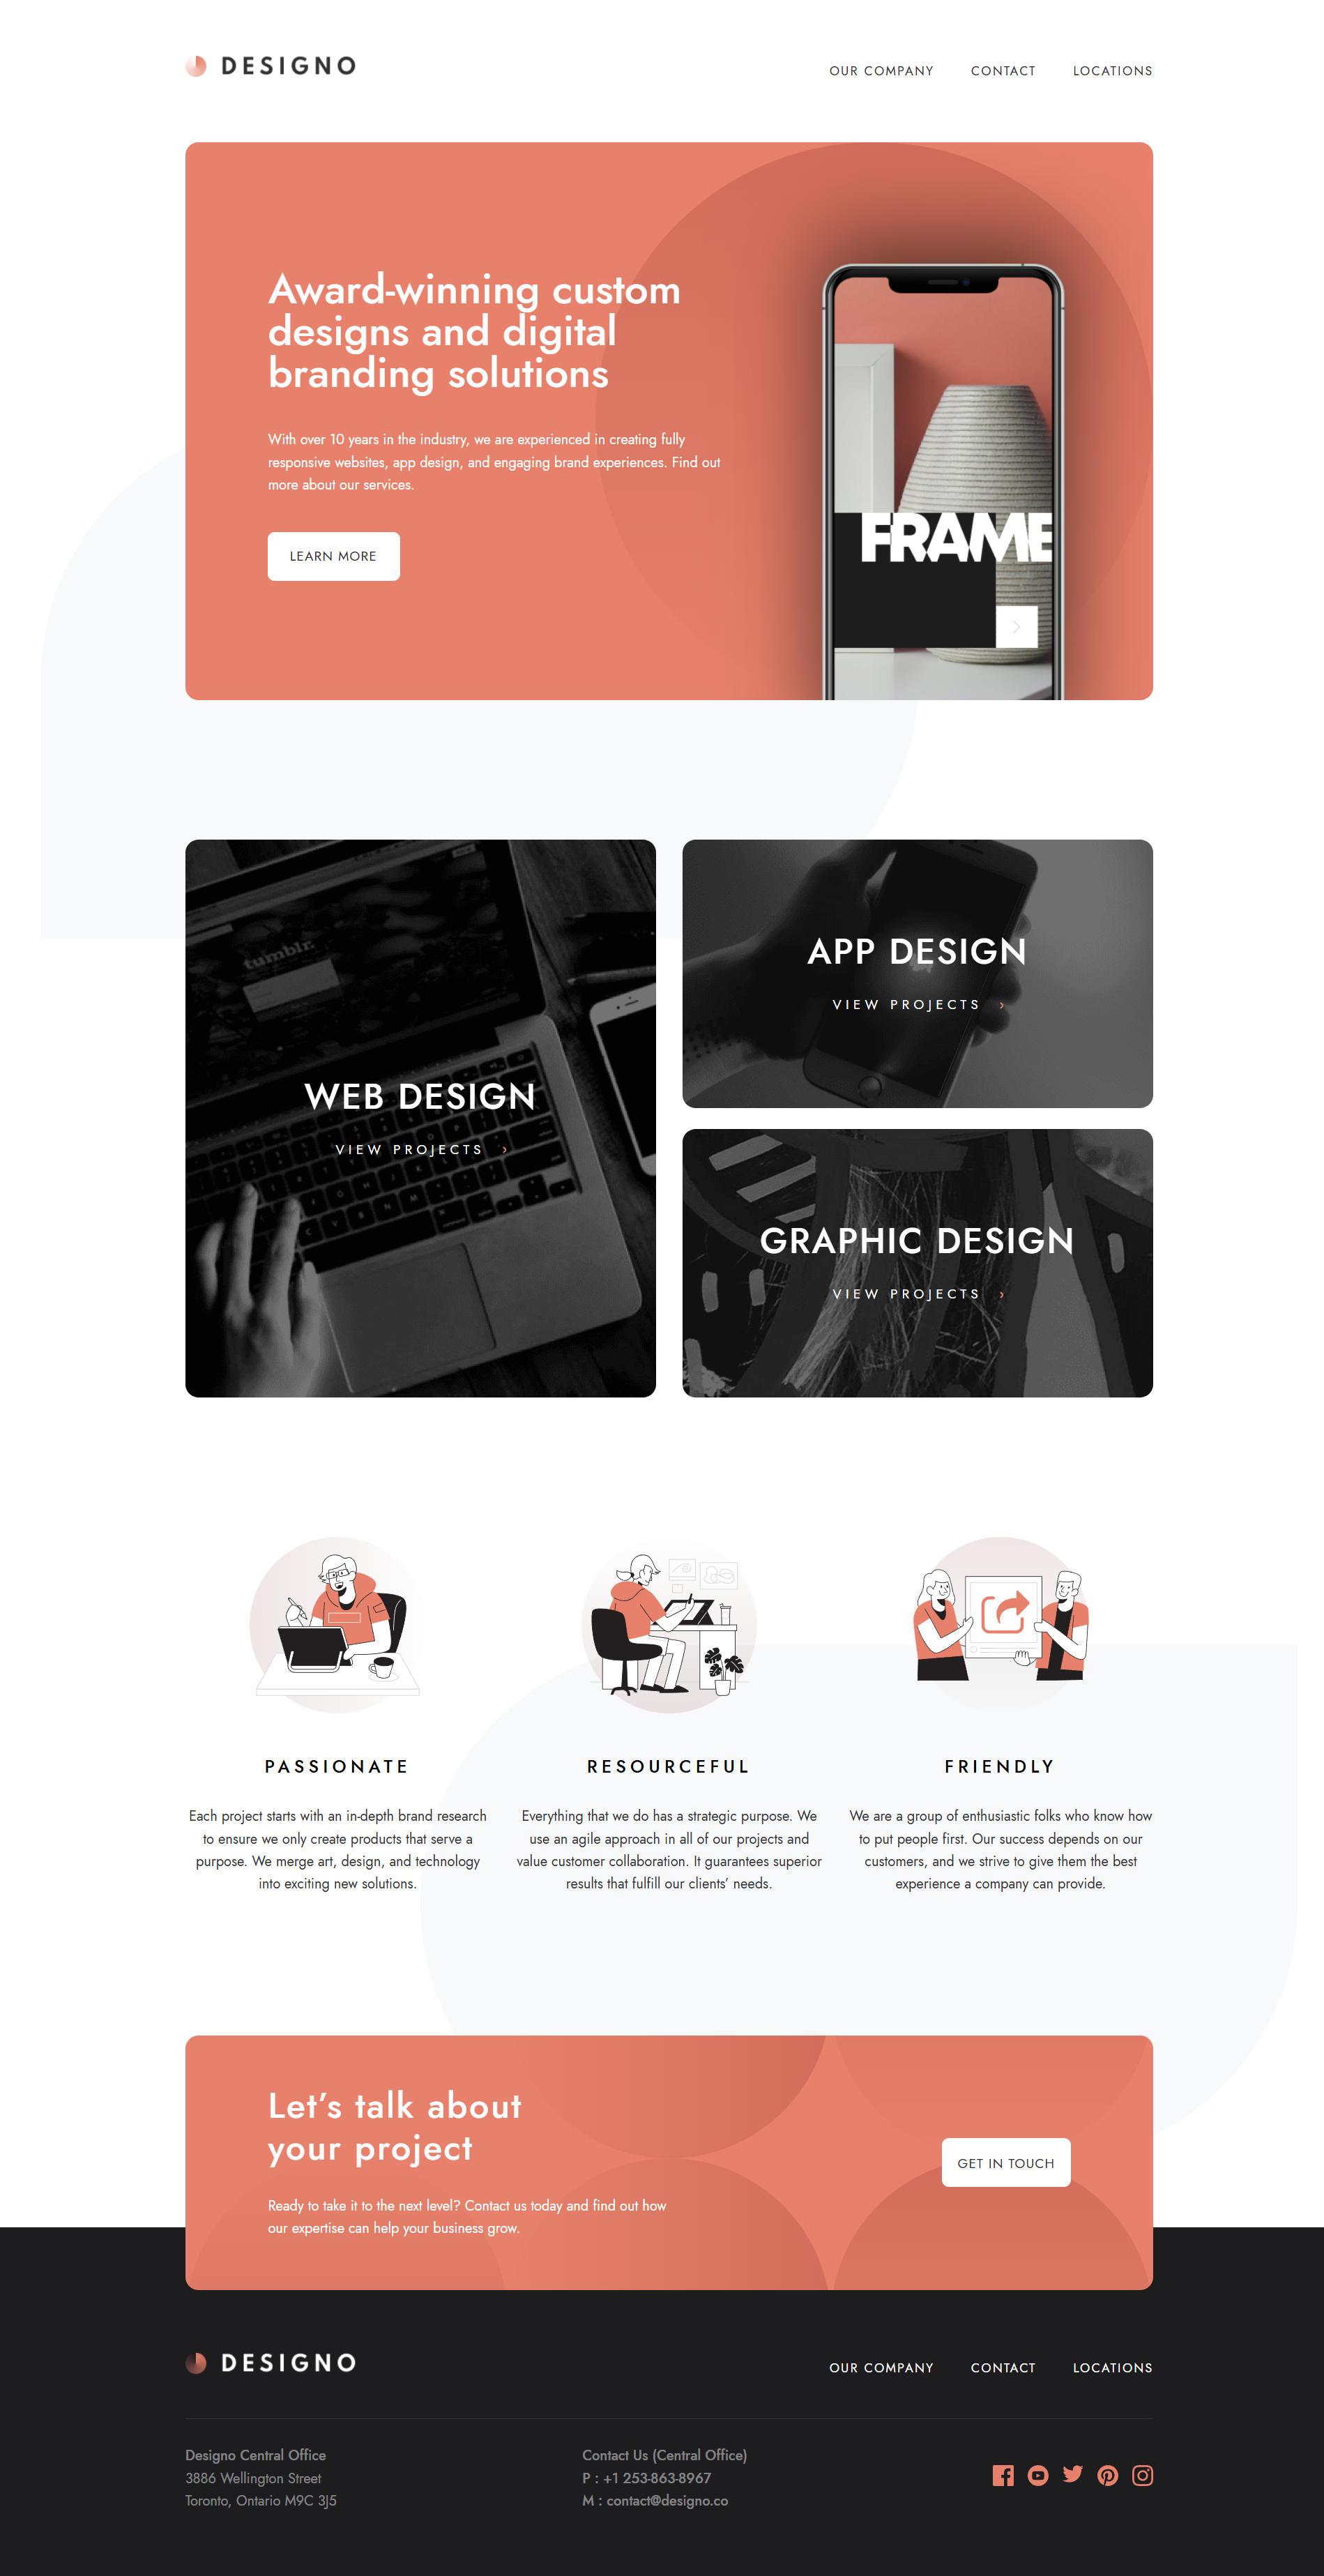 DESIGNO
OUR COMPANY CONTACT LOCATIONS
Award-winning custom
designs and digital
branding solutions
With over 10 years in the industry, we are experienced in creating fully
responsive websites, app design, and engaging brand experiences. Find out
more about our services.
LEARN MORE
FRAME
tumblr.
WEB DESIGN
VIEW PROJECTS ›
APP DESIGN
VIEW PROJECTS ›
GRAPHIC DESIGN
VIEW PROJECTS ›
PASSIONATE
Each project starts with an in-depth brand research
to ensure we only create products that serve a
purpose. We merge art, design, and technology
into exciting new solutions.
RESOURCEFUL
Everything that we do has a strategic purpose. We
use an agile approach in all of our projects and
value customer collaboration. It guarantees superior
results that fulfill our clients’ needs.
FRIENDLY
We are a group of enthusiastic folks who know how
to put people first. Our success depends on our
customers, and we strive to give them the best
experience a company can provide.
Let’s talk about
your project
Ready to take it to the next level? Contact us today and find out how
our expertise can help your business grow.
GET IN TOUCH
DESIGNO
OUR COMPANY CONTACT LOCATIONS
Designo Central Office
3886 Wellington Street
Toronto, Ontario M9C 3J5
Contact Us (Central Office)
P : +1 253-863-8967
M : contact@designo.co